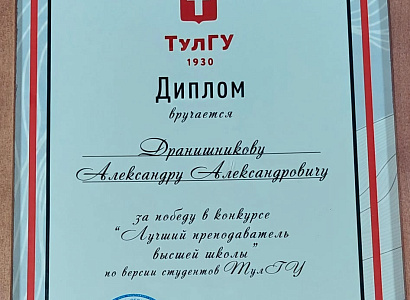 ТулГУ
1930
Диплом
вручается
Дранишникову
Александру Александровичу
за победу в конкурсе
"Лучший преподаватель
высшей школы"
по версии студентов ТулГУ